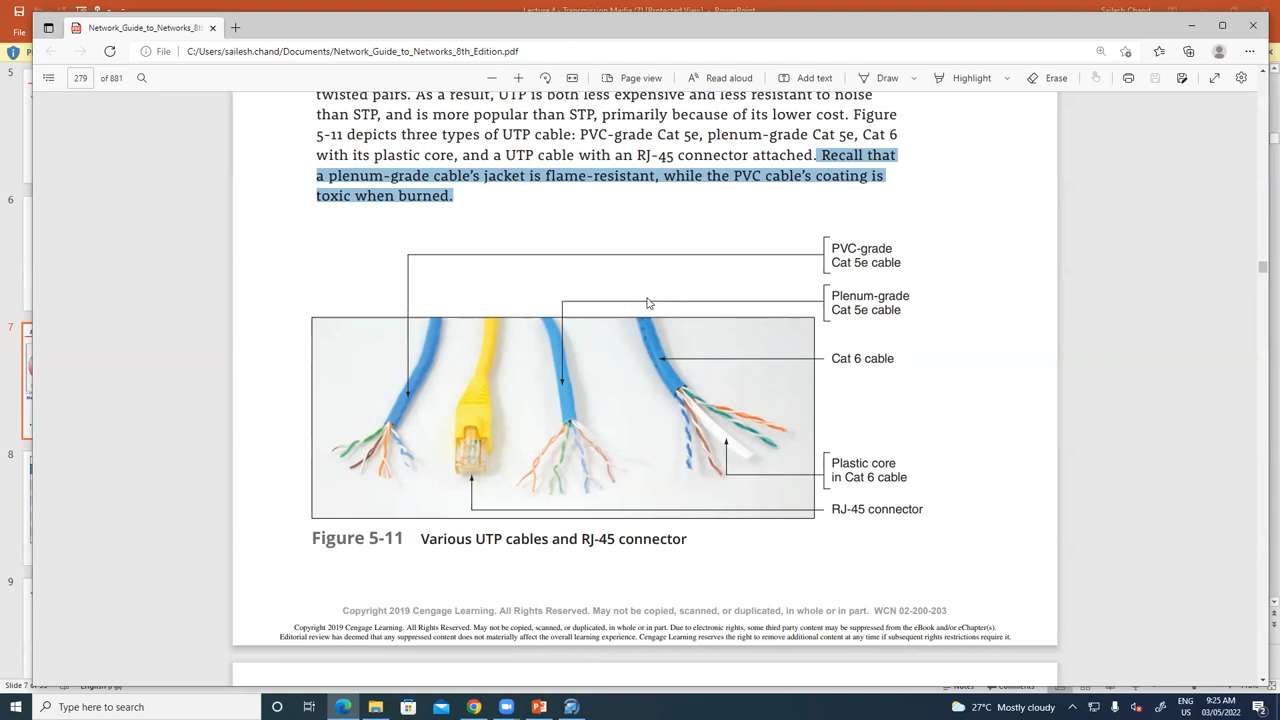 Lecture 4 - Transmission Media (3) [Protected View] - PowerPoint
Sailesh Chand
File
Network_Guide_to_Networks_8th_Edition.pdf
File
C:/Users/sailesh.chand/Documents/Network_Guide_to_Networks_8th_Edition.pdf
279 of 881
Page view
Read aloud
Add text
Draw
Highlight
Erase
5
6
7
8
9
twisted pairs. As a result, UTP is both less expensive and less resistant to noise
than STP, and is more popular than STP, primarily because of its lower cost. Figure
5-11 depicts three types of UTP cable: PVC-grade Cat 5e, plenum-grade Cat 5e, Cat 6
with its plastic core, and a UTP cable with an RJ-45 connector attached. Recall that
a plenum-grade cable's jacket is flame-resistant, while the PVC cable's coating is
toxic when burned.
PVC-grade
Cat 5e cable
Plenum-grade
Cat 5e cable
Cat 6 cable
Plastic core
in Cat 6 cable
RJ-45 connector
Figure 5-11 Various UTP cables and RJ-45 connector
Copyright 2019 Cengage Learning. All Rights Reserved. May not be copied, scanned, or duplicated, in whole or in part. WCN 02-200-203
Copyright 2019 Cengage Learning. All Rights Reserved. May not be copied, scanned, or duplicated, in whole or in part. Due to electronic rights, some third party content may be suppressed from the eBook and/or eChapter(s).
Editorial review has deemed that any suppressed content does not materially affect the overall learning experience. Cengage Learning reserves the right to remove additional content at any time if subsequent rights restrictions require it.
Type here to search
27°C Mostly cloudy
ENG
US
9:25 AM
03/05/2022